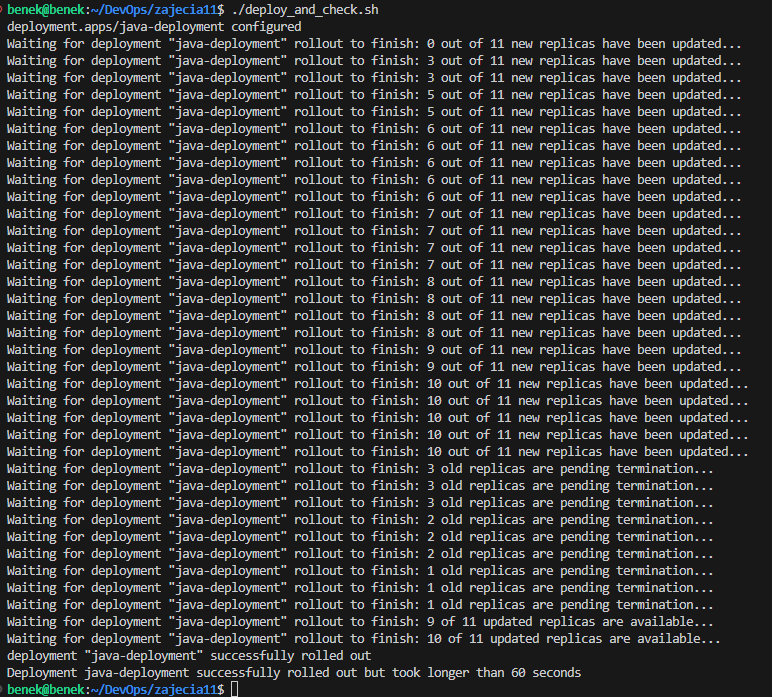 benek@benek:~/DevOps/zajecia11$ ./deploy_and_check.sh
deployment.apps/java-deployment configured
Waiting for deployment "java-deployment" rollout to finish: 0 out of 11 new replicas have been updated...
Waiting for deployment "java-deployment" rollout to finish: 3 out of 11 new replicas have been updated...
Waiting for deployment "java-deployment" rollout to finish: 3 out of 11 new replicas have been updated...
Waiting for deployment "java-deployment" rollout to finish: 5 out of 11 new replicas have been updated...
Waiting for deployment "java-deployment" rollout to finish: 5 out of 11 new replicas have been updated...
Waiting for deployment "java-deployment" rollout to finish: 6 out of 11 new replicas have been updated...
Waiting for deployment "java-deployment" rollout to finish: 6 out of 11 new replicas have been updated...
Waiting for deployment "java-deployment" rollout to finish: 6 out of 11 new replicas have been updated...
Waiting for deployment "java-deployment" rollout to finish: 6 out of 11 new replicas have been updated...
Waiting for deployment "java-deployment" rollout to finish: 6 out of 11 new replicas have been updated...
Waiting for deployment "java-deployment" rollout to finish: 7 out of 11 new replicas have been updated...
Waiting for deployment "java-deployment" rollout to finish: 7 out of 11 new replicas have been updated...
Waiting for deployment "java-deployment" rollout to finish: 7 out of 11 new replicas have been updated...
Waiting for deployment "java-deployment" rollout to finish: 7 out of 11 new replicas have been updated...
Waiting for deployment "java-deployment" rollout to finish: 8 out of 11 new replicas have been updated...
Waiting for deployment "java-deployment" rollout to finish: 8 out of 11 new replicas have been updated...
Waiting for deployment "java-deployment" rollout to finish: 8 out of 11 new replicas have been updated...
Waiting for deployment "java-deployment" rollout to finish: 8 out of 11 new replicas have been updated...
Waiting for deployment "java-deployment" rollout to finish: 9 out of 11 new replicas have been updated...
Waiting for deployment "java-deployment" rollout to finish: 9 out of 11 new replicas have been updated...
Waiting for deployment "java-deployment" rollout to finish: 10 out of 11 new replicas have been updated...
Waiting for deployment "java-deployment" rollout to finish: 10 out of 11 new replicas have been updated...
Waiting for deployment "java-deployment" rollout to finish: 10 out of 11 new replicas have been updated...
Waiting for deployment "java-deployment" rollout to finish: 10 out of 11 new replicas have been updated...
Waiting for deployment "java-deployment" rollout to finish: 10 out of 11 new replicas have been updated...
Waiting for deployment "java-deployment" rollout to finish: 3 old replicas are pending termination...
Waiting for deployment "java-deployment" rollout to finish: 3 old replicas are pending termination...
Waiting for deployment "java-deployment" rollout to finish: 3 old replicas are pending termination...
Waiting for deployment "java-deployment" rollout to finish: 2 old replicas are pending termination...
Waiting for deployment "java-deployment" rollout to finish: 2 old replicas are pending termination...
Waiting for deployment "java-deployment" rollout to finish: 2 old replicas are pending termination...
Waiting for deployment "java-deployment" rollout to finish: 1 old replicas are pending termination...
Waiting for deployment "java-deployment" rollout to finish: 1 old replicas are pending termination...
Waiting for deployment "java-deployment" rollout to finish: 1 old replicas are pending termination...
Waiting for deployment "java-deployment" rollout to finish: 9 of 11 updated replicas are available...
Waiting for deployment "java-deployment" rollout to finish: 10 of 11 updated replicas are available...
deployment "java-deployment" successfully rolled out
Deployment java-deployment successfully rolled out but took longer than 60 seconds
benek@benek:~/DevOps/zajecia11$